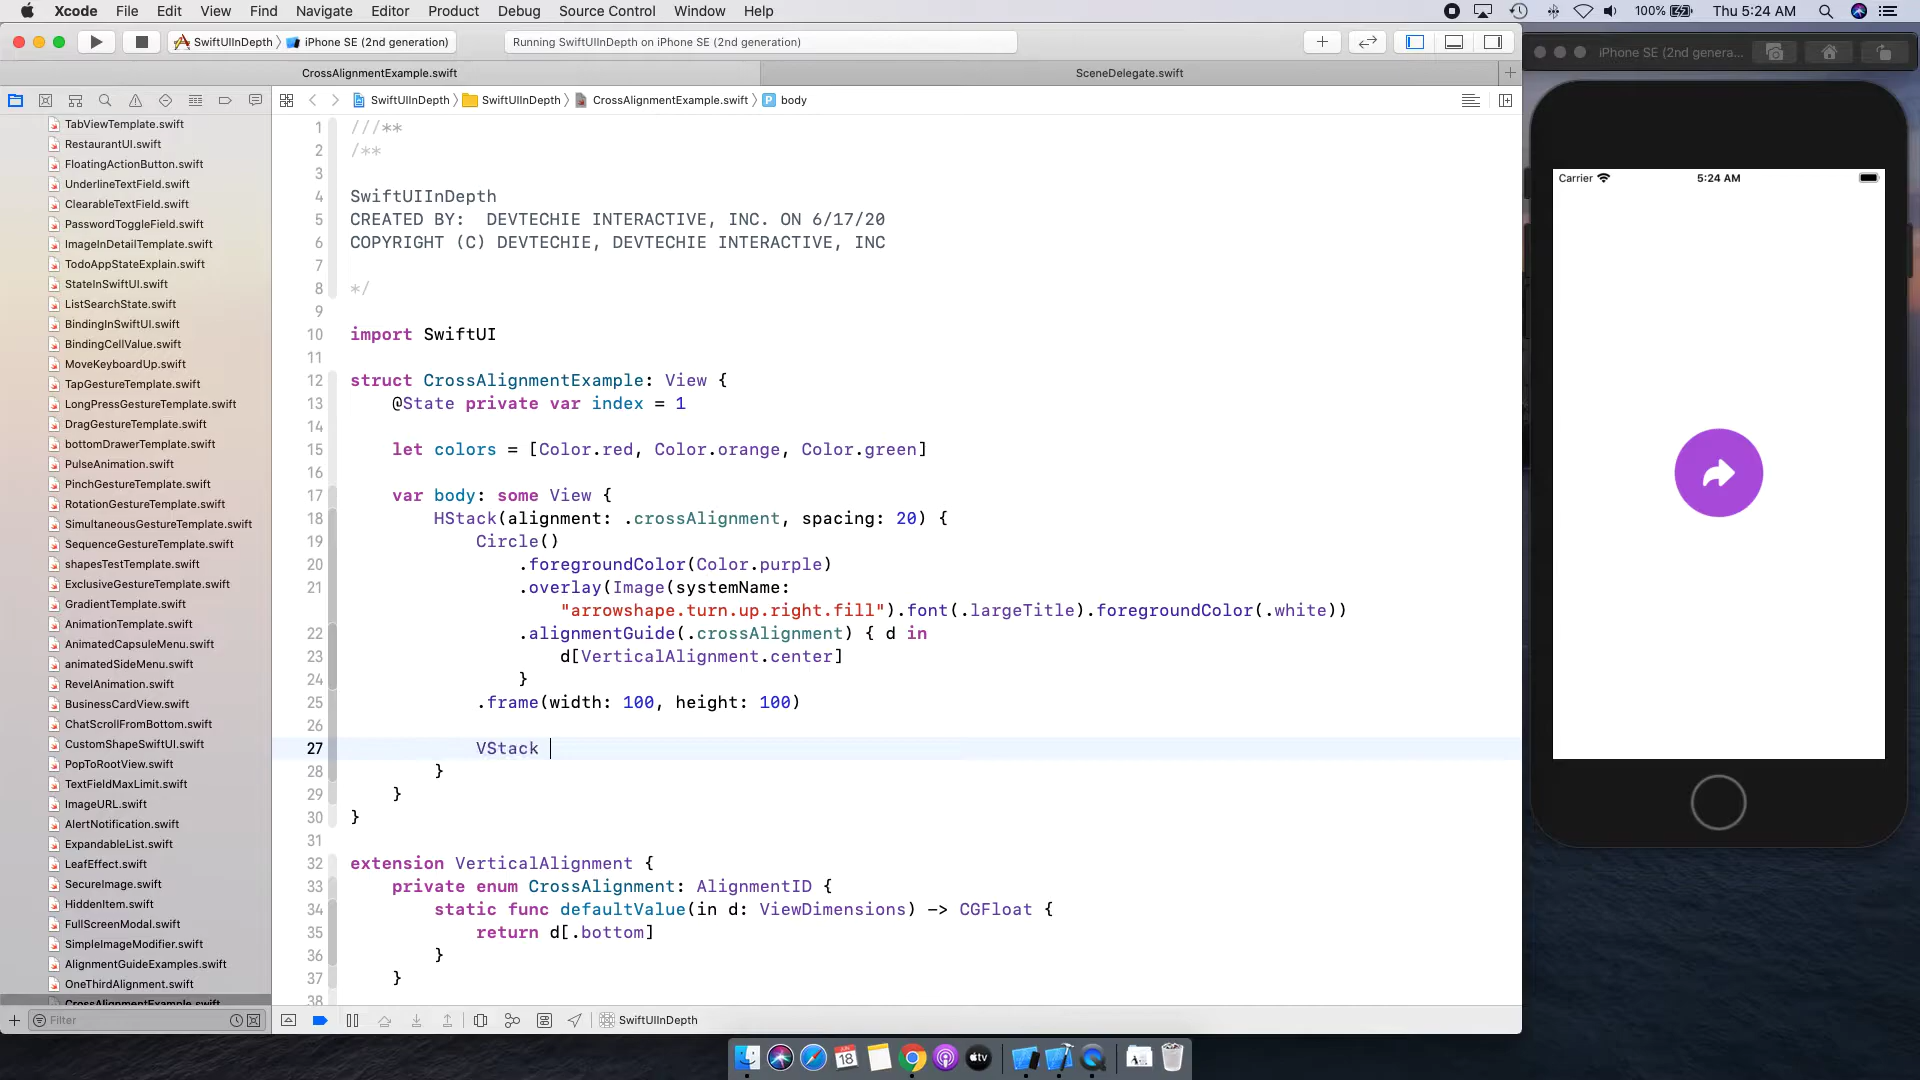 Xcode File Edit View Find Navigate Editor Product Debug Source Control Window Help 100% Thu 5:24 AM
SwiftUIInDepth iPhone SE (2nd generation) Running SwiftUIInDepth on iPhone SE (2nd generation)
iPhone SE (2nd genera...
CrossAlignmentExample.swift SceneDelegate.swift
SwiftUIInDepth SwiftUIInDepth CrossAlignmentExample.swift P body
TabViewTemplate.swift
RestaurantUI.swift
FloatingActionButton.swift
UnderlineTextField.swift
ClearableTextField.swift
PasswordToggleField.swift
ImageInDetailTemplate.swift
TodoAppStateExplain.swift
StateInSwiftUI.swift
ListSearchState.swift
BindingInSwiftUI.swift
BindingCellValue.swift
MoveKeyboardUp.swift
TapGestureTemplate.swift
LongPressGestureTemplate.swift
DragGestureTemplate.swift
bottomDrawerTemplate.swift
PulseAnimation.swift
PinchGestureTemplate.swift
RotationGestureTemplate.swift
SimultaneousGestureTemplate.swift
SequenceGestureTemplate.swift
shapesTestTemplate.swift
ExclusiveGestureTemplate.swift
GradientTemplate.swift
AnimationTemplate.swift
AnimatedCapsuleMenu.swift
animatedSideMenu.swift
RevelAnimation.swift
BusinessCardView.swift
ChatScrollFromBottom.swift
CustomShapeSwiftUI.swift
PopToRootView.swift
TextFieldMaxLimit.swift
ImageURL.swift
AlertNotification.swift
ExpandableList.swift
LeafEffect.swift
SecureImage.swift
HiddenItem.swift
FullScreenModal.swift
SimpleImageModifier.swift
AlignmentGuideExamples.swift
OneThirdAlignment.swift
CrossAlignmentExample.swift
Filter
1 ///**
2 /**
3
4 SwiftUIInDepth
5 CREATED BY:  DEVTECHIE INTERACTIVE, INC. ON 6/17/20
6 COPYRIGHT (C) DEVTECHIE, DEVTECHIE INTERACTIVE, INC
7
8 */
9
10 import SwiftUI
11
12 struct CrossAlignmentExample: View {
13 @State private var index = 1
14
15 let colors = [Color.red, Color.orange, Color.green]
16
17 var body: some View {
18 HStack(alignment: .crossAlignment, spacing: 20) {
19 Circle()
20 .foregroundColor(Color.purple)
21 .overlay(Image(systemName:
"arrowshape.turn.up.right.fill").font(.largeTitle).foregroundColor(.white))
22 .alignmentGuide(.crossAlignment) { d in
23 d[VerticalAlignment.center]
24 }
25 .frame(width: 100, height: 100)
26
27 VStack
28 }
29 }
30 }
31
32 extension VerticalAlignment {
33 private enum CrossAlignment: AlignmentID {
34 static func defaultValue(in d: ViewDimensions) -> CGFloat {
35 return d[.bottom]
36 }
37 }
38
SwiftUIInDepth
Carrier 5:24 AM
18
tv